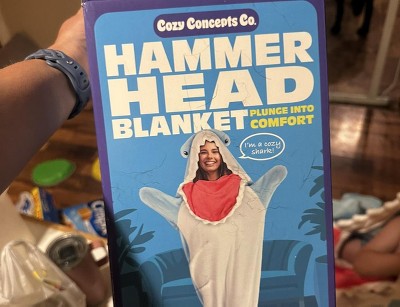 Cozy Concepts Co.
HAMMER
HEAD
BLANKET PLUNGE INTO
COMFORT
I'm a cozy
shark!